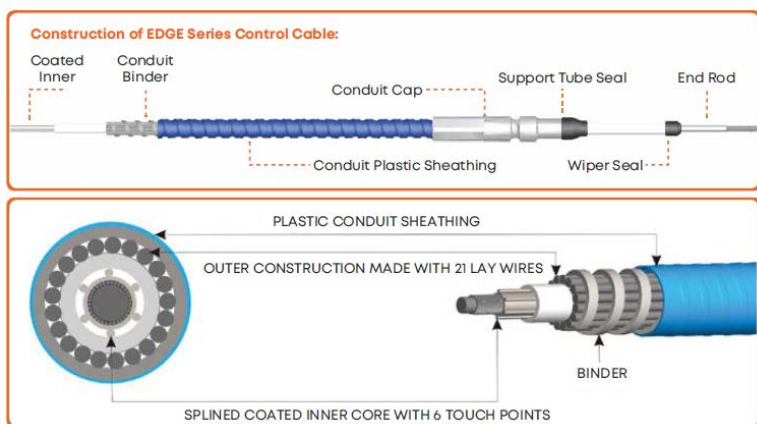 Construction of EDGE Series Control Cable:
Coated
Inner
Conduit
Binder
Conduit Cap
Support Tube Seal
End Rod
Conduit Plastic Sheathing
Wiper Seal
PLASTIC CONDUIT SHEATHING
OUTER CONSTRUCTION MADE WITH 21 LAY WIRES
BINDER
SPLINED COATED INNER CORE WITH 6 TOUCH POINTS